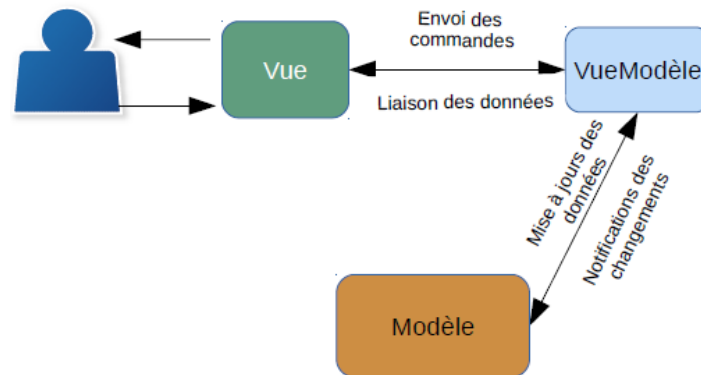 Envoi des
commandes
Vue
VueModèle
Liaison des données
Mise à jours des
données
Notifications des
changements
Modèle